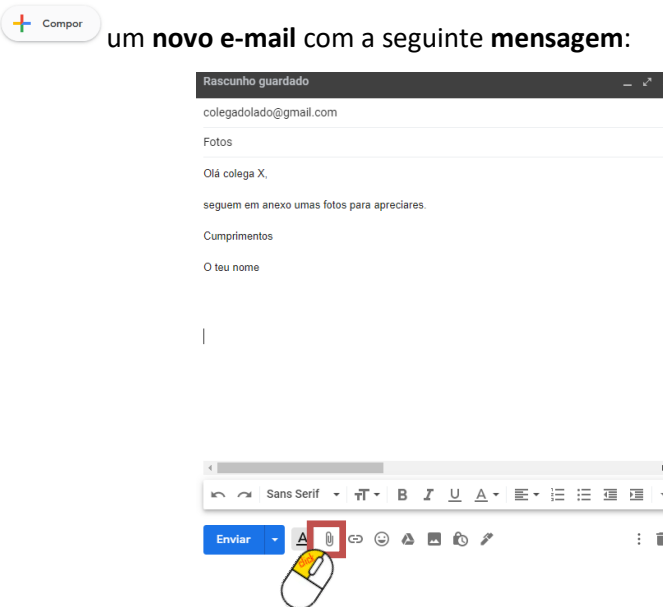 Compor um novo e-mail com a seguinte mensagem:
Rascunho guardado
colegadolado@gmail.com
Fotos
Olá colega X,
seguem em anexo umas fotos para apreciares.
Cumprimentos
O teu nome
Sans Serif B I U A
Enviar A
click